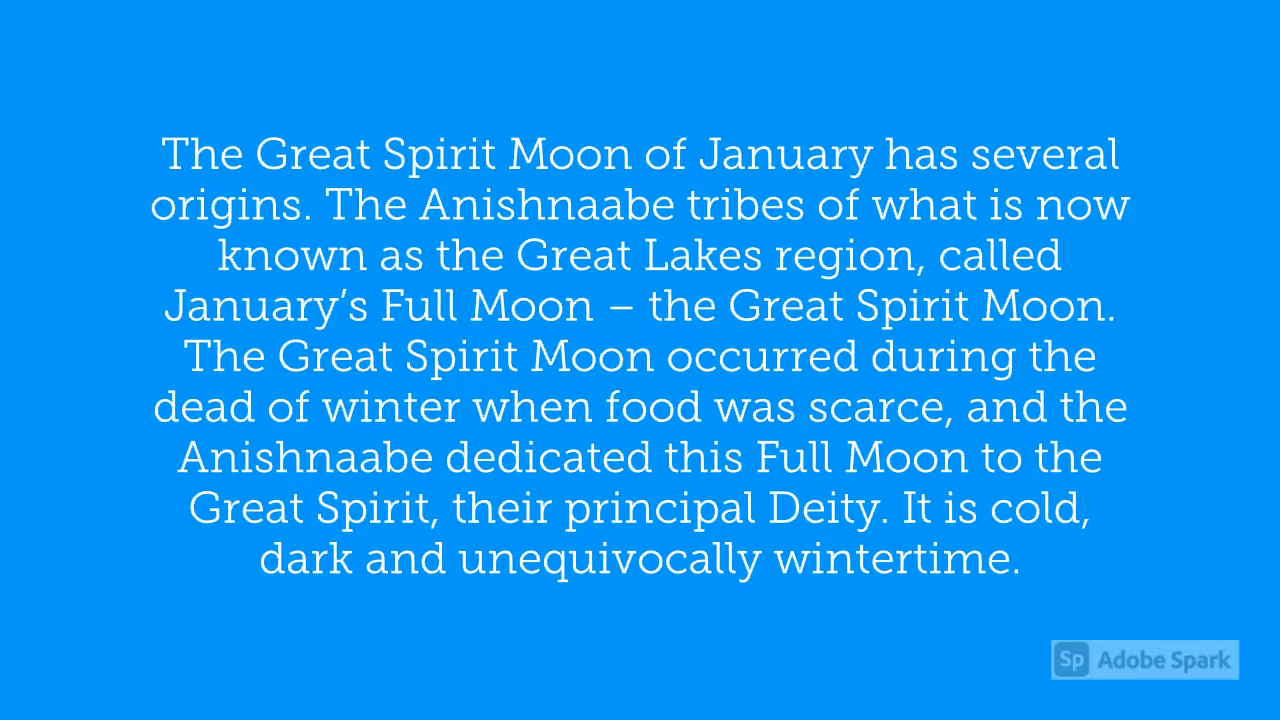 The Great Spirit Moon of January has several
origins. The Anishnaabe tribes of what is now
known as the Great Lakes region, called
January’s Full Moon – the Great Spirit Moon.
The Great Spirit Moon occurred during the
dead of winter when food was scarce, and the
Anishnaabe dedicated this Full Moon to the
Great Spirit, their principal Deity. It is cold,
dark and unequivocally wintertime.
Sp Adobe Spark